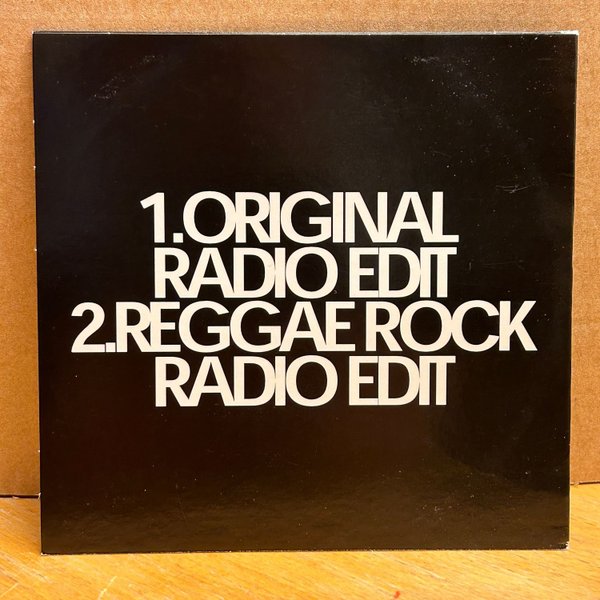 1.ORIGINAL
RADIO EDIT
2.REGGAE ROCK
RADIO EDIT